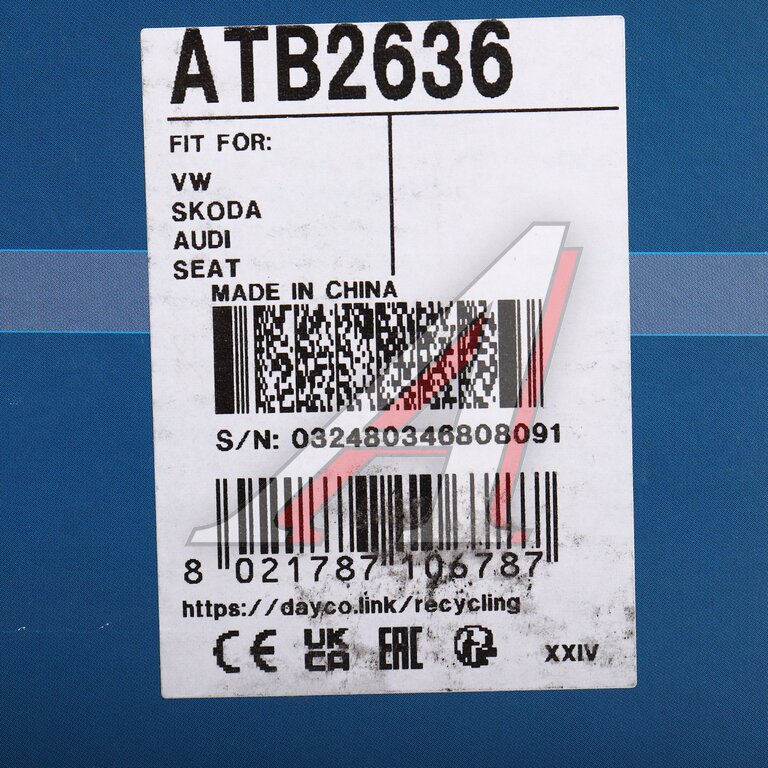 ATB2636
FIT FOR:
VW
SKODA
AUDI
SEAT
MADE IN CHINA
S/N: 032480346808091
8 021787 106787
https://dayco.link/recycling
CE UK CA EAC XXIV